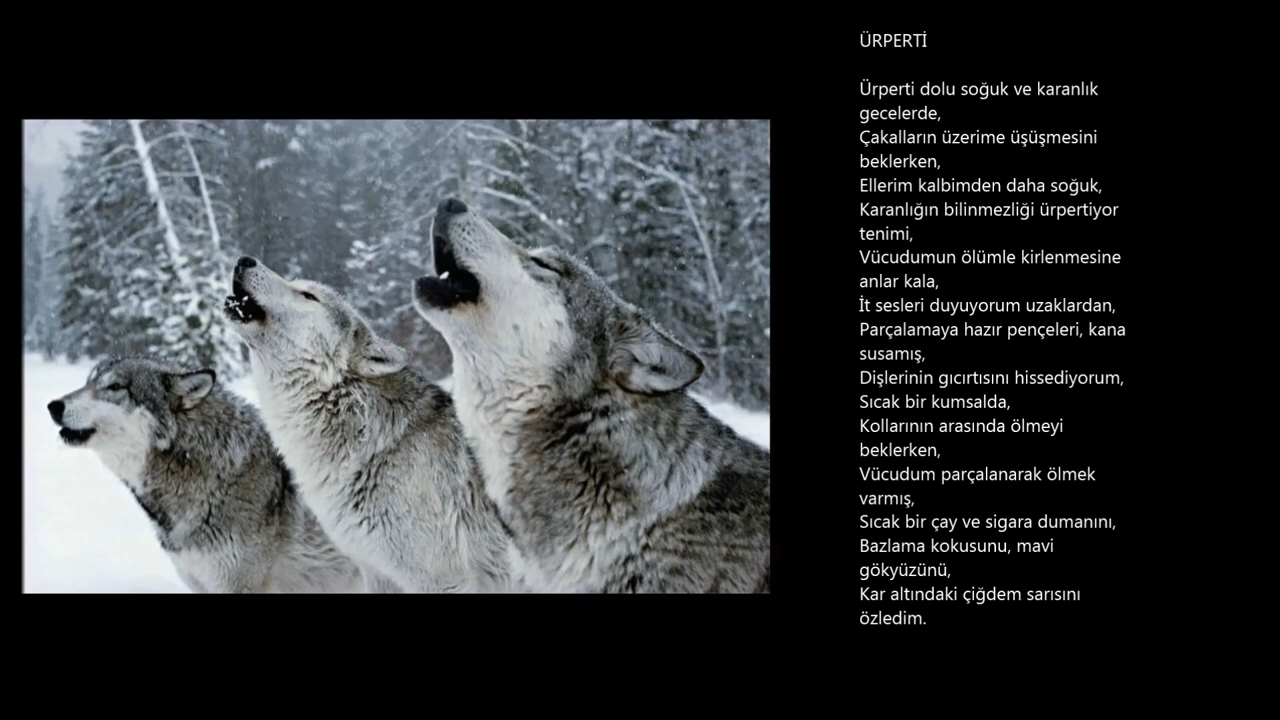 ÜRPERTİ
Ürperti dolu soğuk ve karanlık
gecelerde,
Çakalların üzerime üşüşmesini
beklerken,
Ellerim kalbimden daha soğuk,
Karanlığın bilinmezliği ürpertiyor
tenimi,
Vücudumun ölümle kirlenmesine
anlar kala,
İt sesleri duyuyorum uzaklardan,
Parçalamaya hazır pençeleri, kana
susamış,
Dişlerinin gıcırtısını hissediyorum,
Sıcak bir kumsalda,
Kollarının arasında ölmeyi
beklerken,
Vücudum parçalanarak ölmek
varmış,
Sıcak bir çay ve sigara dumanını,
Bazlama kokusunu, mavi
gökyüzünü,
Kar altındaki çiğdem sarısını
özledim.